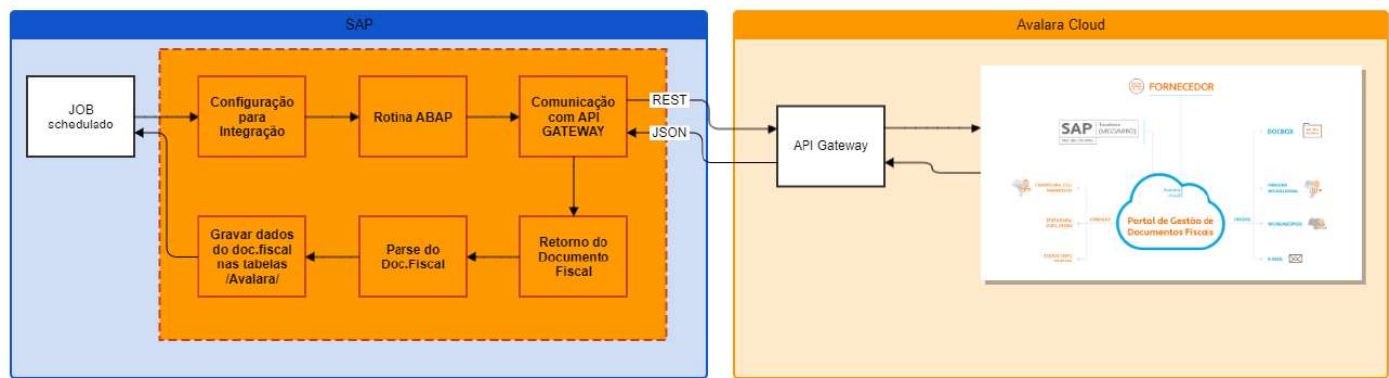 SAP
JOB
schedulado
Configuração
para
Integração
Rotina ABAP
Comunicação
com API
GATEWAY
REST
JSON
Gravar dados
do doc.fiscal
nas tabelas
/Avalara/
Parse do
Doc.Fiscal
Retorno do
Documento
Fiscal
Avalara Cloud
API Gateway
FORNECEDOR
SAP
DOCBOX
Portal de Gestão de
Documentos Fiscais
E-MAIL